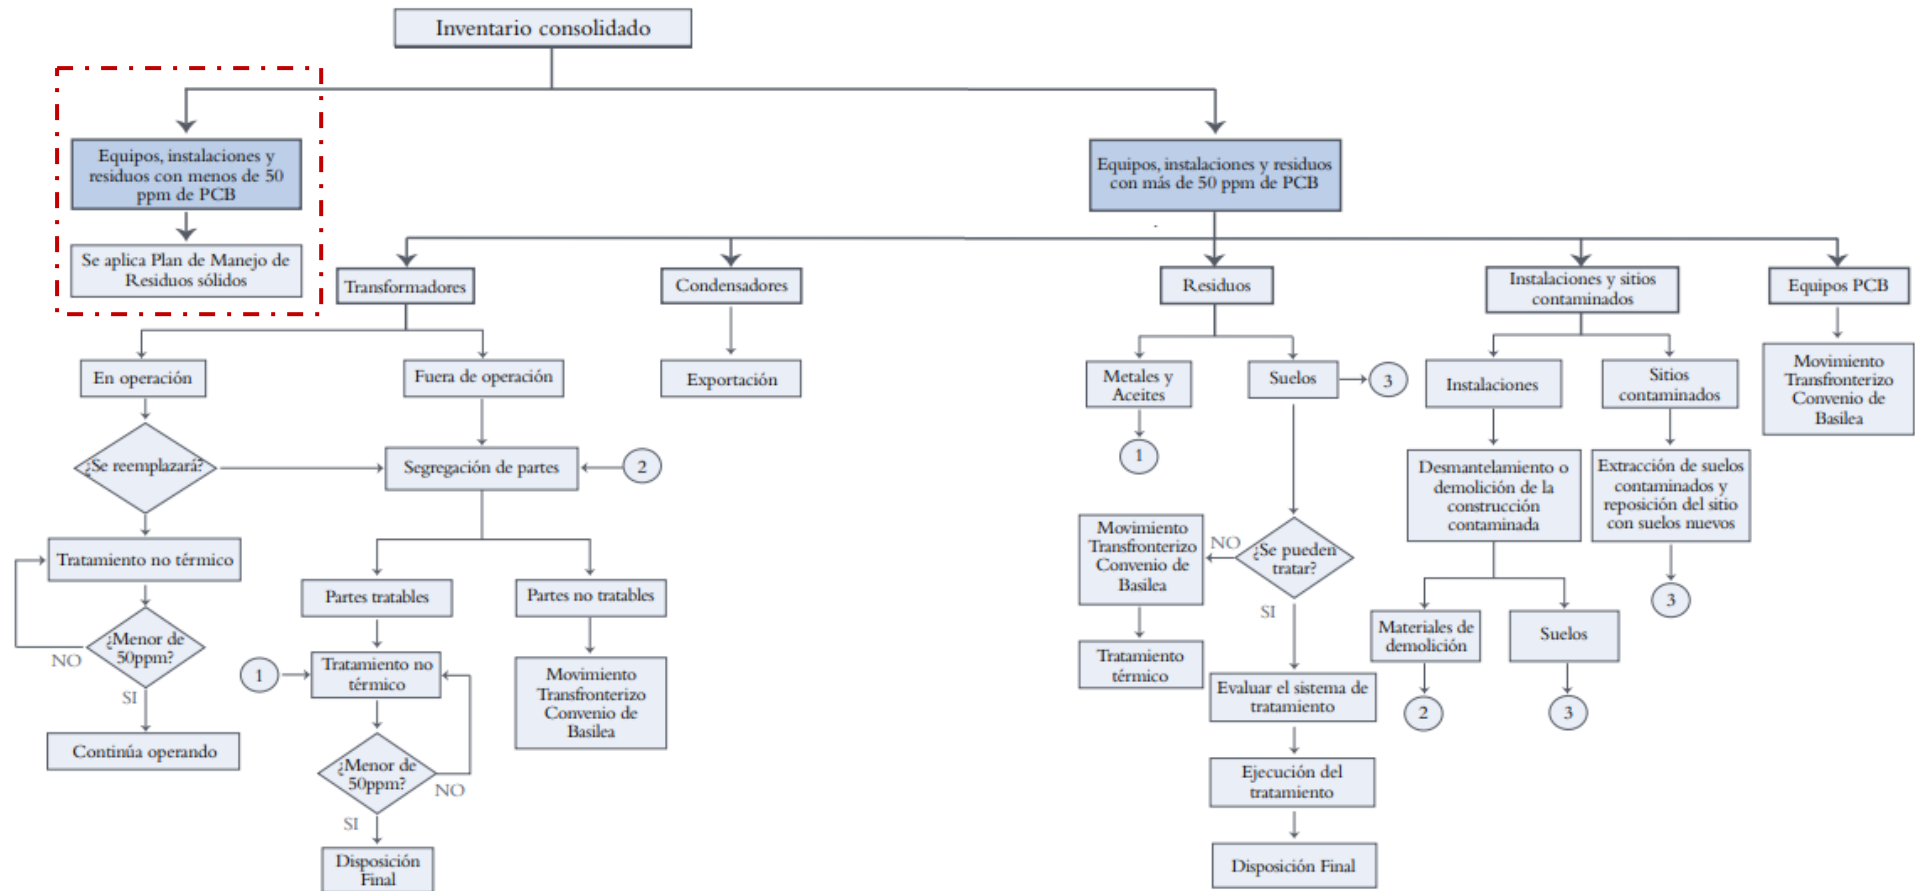 Inventario consolidado
Equipos, instalaciones y
residuos con menos de 50
ppm de PCB
Se aplica Plan de Manejo de
Residuos sólidos
Equipos, instalaciones y residuos
con más de 50 ppm de PCB
Transformadores
Condensadores
Residuos
Instalaciones y sitios
contaminados
Equipos PCB
En operación
Fuera de operación
Exportación
Metales y
Aceites
Suelos
3
Instalaciones
Sitios
contaminados
Movimiento
Transfronterizo
Convenio de
Basilea
¿Se reemplazará?
Segregación de partes
2
1
Desmantelamiento o
demolición de la
construcción
contaminada
Extracción de suelos
contaminados y
reposición del sitio
con suelos nuevos
Tratamiento no térmico
Movimiento
Transfronterizo
Convenio de
Basilea
NO
¿Se pueden
tratar?
SI
3
Partes tratables
Partes no tratables
¿Menor de
50ppm?
NO
SI
Materiales de
demolición
Suelos
1
Tratamiento no
térmico
Movimiento
Transfronterizo
Convenio de
Basilea
Tratamiento
térmico
Evaluar el sistema de
tratamiento
2
3
Continúa operando
¿Menor de
50ppm?
NO
SI
Ejecución del
tratamiento
Disposición
Final
Disposición Final